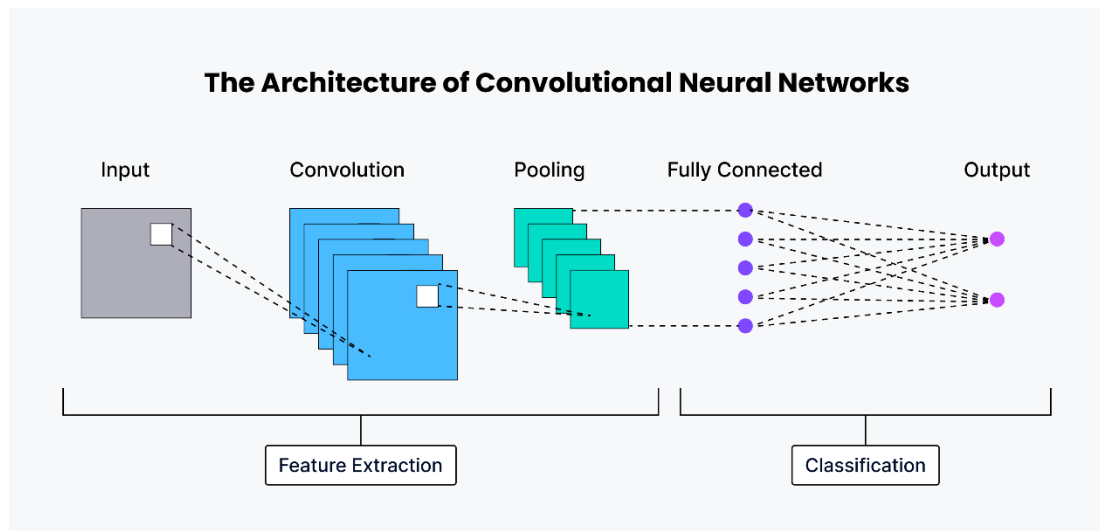 The Architecture of Convolutional Neural Networks
Input
Convolution
Pooling
Fully Connected
Output
Feature Extraction
Classification